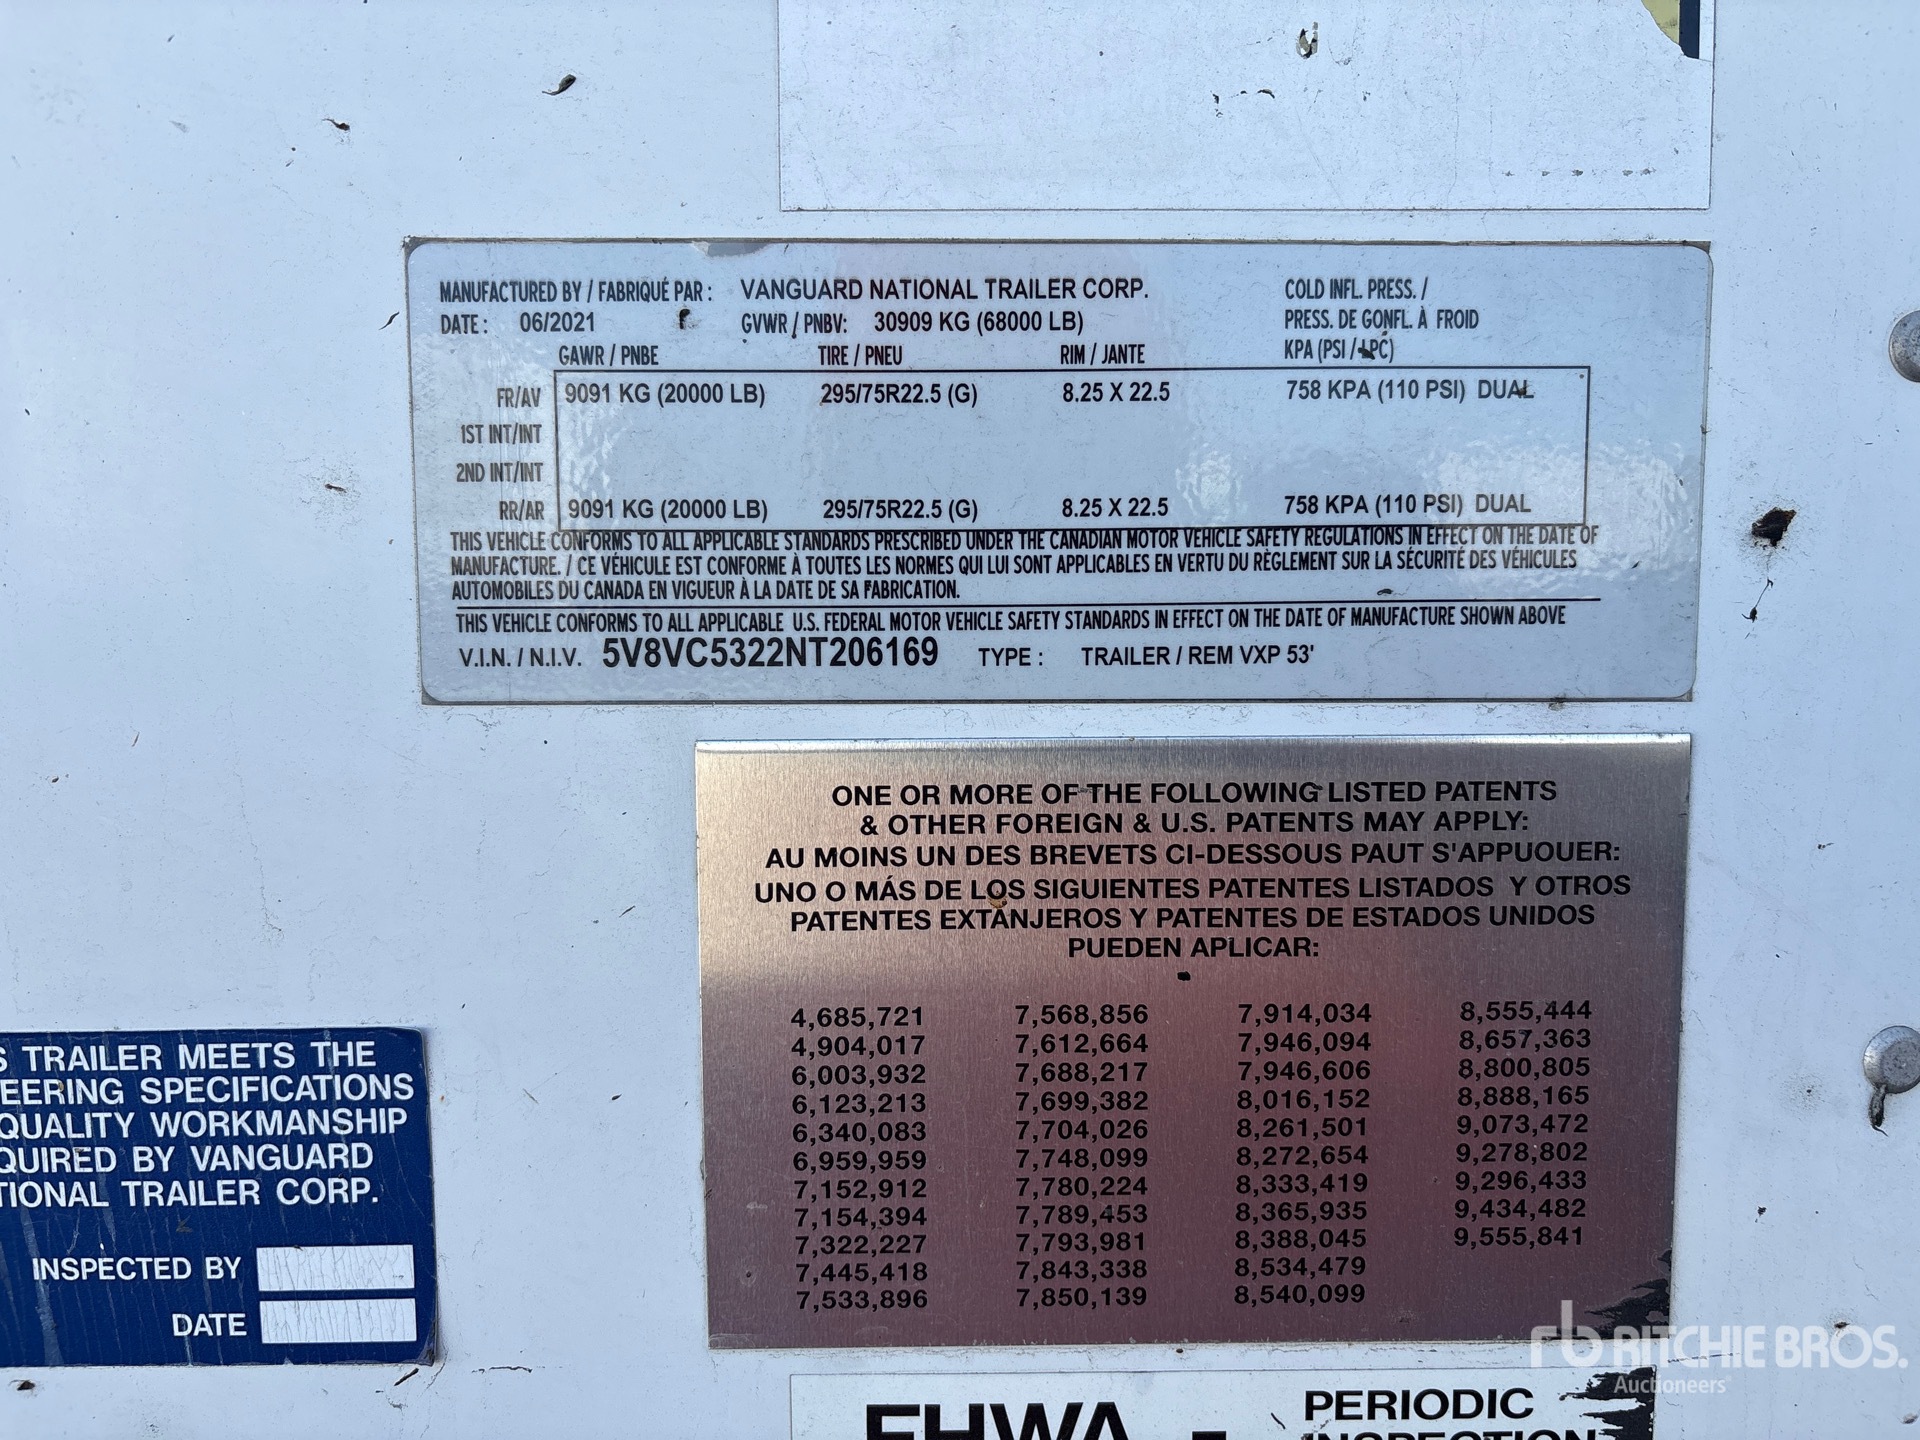 MANUFACTURED BY / FABRIQUÉ PAR : VANGUARD NATIONAL TRAILER CORP. COLD INFL. PRESS. /
DATE : 06/2021 GVWR / PNBV: 30909 KG (68000 LB) PRESS. DE GONFL. À FROID
GAWR / PNBE TIRE / PNEU RIM / JANTE KPA (PSI / LPC)
FR/AV 9091 KG (20000 LB) 295/75R22.5 (G) 8.25 X 22.5 758 KPA (110 PSI) DUAL
1ST INT/INT
2ND INT/INT
RR/AR 9091 KG (20000 LB) 295/75R22.5 (G) 8.25 X 22.5 758 KPA (110 PSI) DUAL
THIS VEHICLE CONFORMS TO ALL APPLICABLE STANDARDS PRESCRIBED UNDER THE CANADIAN MOTOR VEHICLE SAFETY REGULATIONS IN EFFECT ON THE DATE OF
MANUFACTURE. / CE VÉHICULE EST CONFORME À TOUTES LES NORMES QUI LUI SONT APPLICABLES EN VERTU DU RÈGLEMENT SUR LA SÉCURITÉ DES VÉHICULES
AUTOMOBILES DU CANADA EN VIGUEUR À LA DATE DE SA FABRICATION.
THIS VEHICLE CONFORMS TO ALL APPLICABLE U.S. FEDERAL MOTOR VEHICLE SAFETY STANDARDS IN EFFECT ON THE DATE OF MANUFACTURE SHOWN ABOVE
V.I.N. / N.I.V. 5V8VC5322NT206169 TYPE : TRAILER / REM VXP 53'
ONE OR MORE OF THE FOLLOWING LISTED PATENTS
& OTHER FOREIGN & U.S. PATENTS MAY APPLY:
AU MOINS UN DES BREVETS CI-DESSOUS PAUT S'APPUOUER:
UNO O MÁS DE LOS SIGUIENTES PATENTES LISTADOS Y OTROS
PATENTES EXTANJEROS Y PATENTES DE ESTADOS UNIDOS
PUEDEN APLICAR:
4,685,721 7,568,856 7,914,034 8,555,444
4,904,017 7,612,664 7,946,094 8,657,363
6,003,932 7,688,217 7,946,606 8,800,805
6,123,213 7,699,382 8,016,152 8,888,165
6,340,083 7,704,026 8,261,501 9,073,472
6,959,959 7,748,099 8,272,654 9,278,802
7,152,912 7,780,224 8,333,419 9,296,433
7,154,394 7,789,453 8,365,935 9,434,482
7,322,227 7,793,981 8,388,045 9,555,841
7,445,418 7,843,338 8,534,479
7,533,896 7,850,139 8,540,099
S TRAILER MEETS THE
EERING SPECIFICATIONS
QUALITY WORKMANSHIP
QUIRED BY VANGUARD
TIONAL TRAILER CORP.
INSPECTED BY
DATE
FHWA - PERIODIC
INSPECTION
rb RITCHIE BROS.
Auctioneers